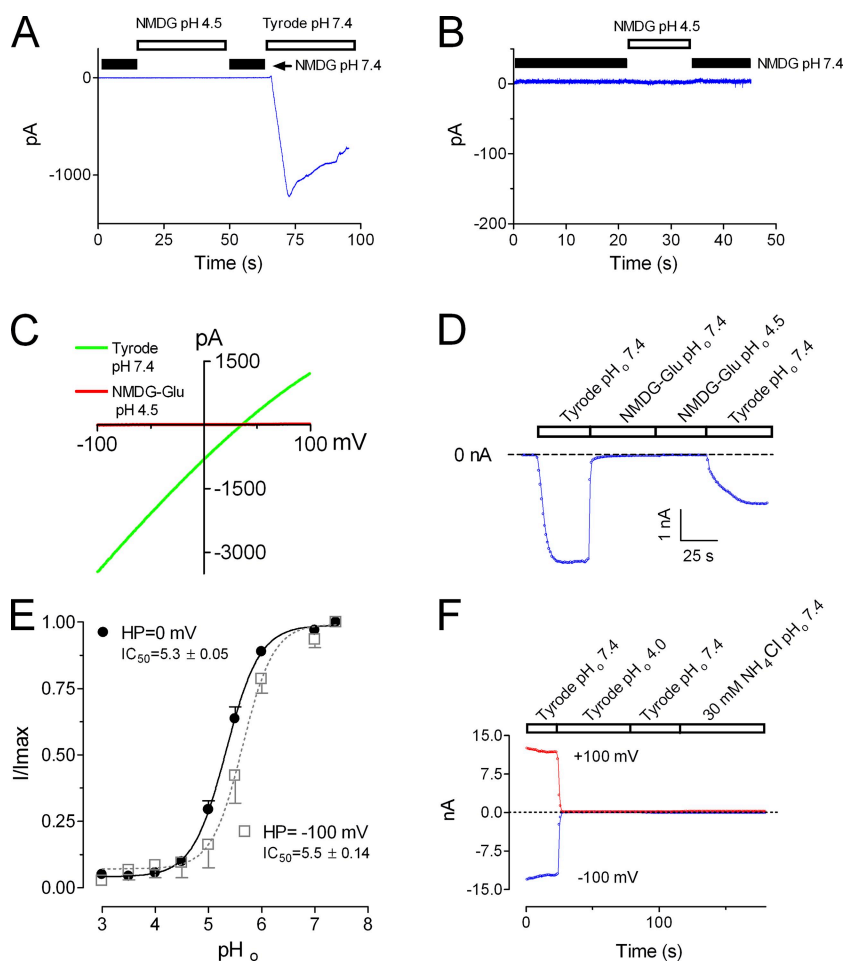 A
NMDG pH 4.5
Tyrode pH 7.4
NMDG pH 7.4
0
-1000
pA
0
25
50
75
100
Time (s)
B
NMDG
pH 4.5
NMDG pH 7.4
0
-100
-200
pA
0
10
20
30
40
50
Time (s)
C
Tyrode
pH 7.4
NMDG-Glu
pH 4.5
pA
1500
-100
100 mV
-1500
-3000
D
Tyrode pHo 7.4
NMDG-Glu pHo 7.4
NMDG-Glu pHo 4.5
Tyrode pHo 7.4
0 nA
1 nA
25 s
E
HP=0 mV
IC50=5.3 ± 0.05
HP= -100 mV
IC50=5.5 ± 0.14
1.00
0.75
0.50
0.25
0.00
I/Imax
3
4
5
6
7
8
pH o
F
Tyrode pHo 7.4
Tyrode pHo 4.0
Tyrode pHo 7.4
30 mM NH4Cl pHo 7.4
15.0
7.5
0.0
-7.5
-15.0
nA
+100 mV
-100 mV
0
100
Time (s)